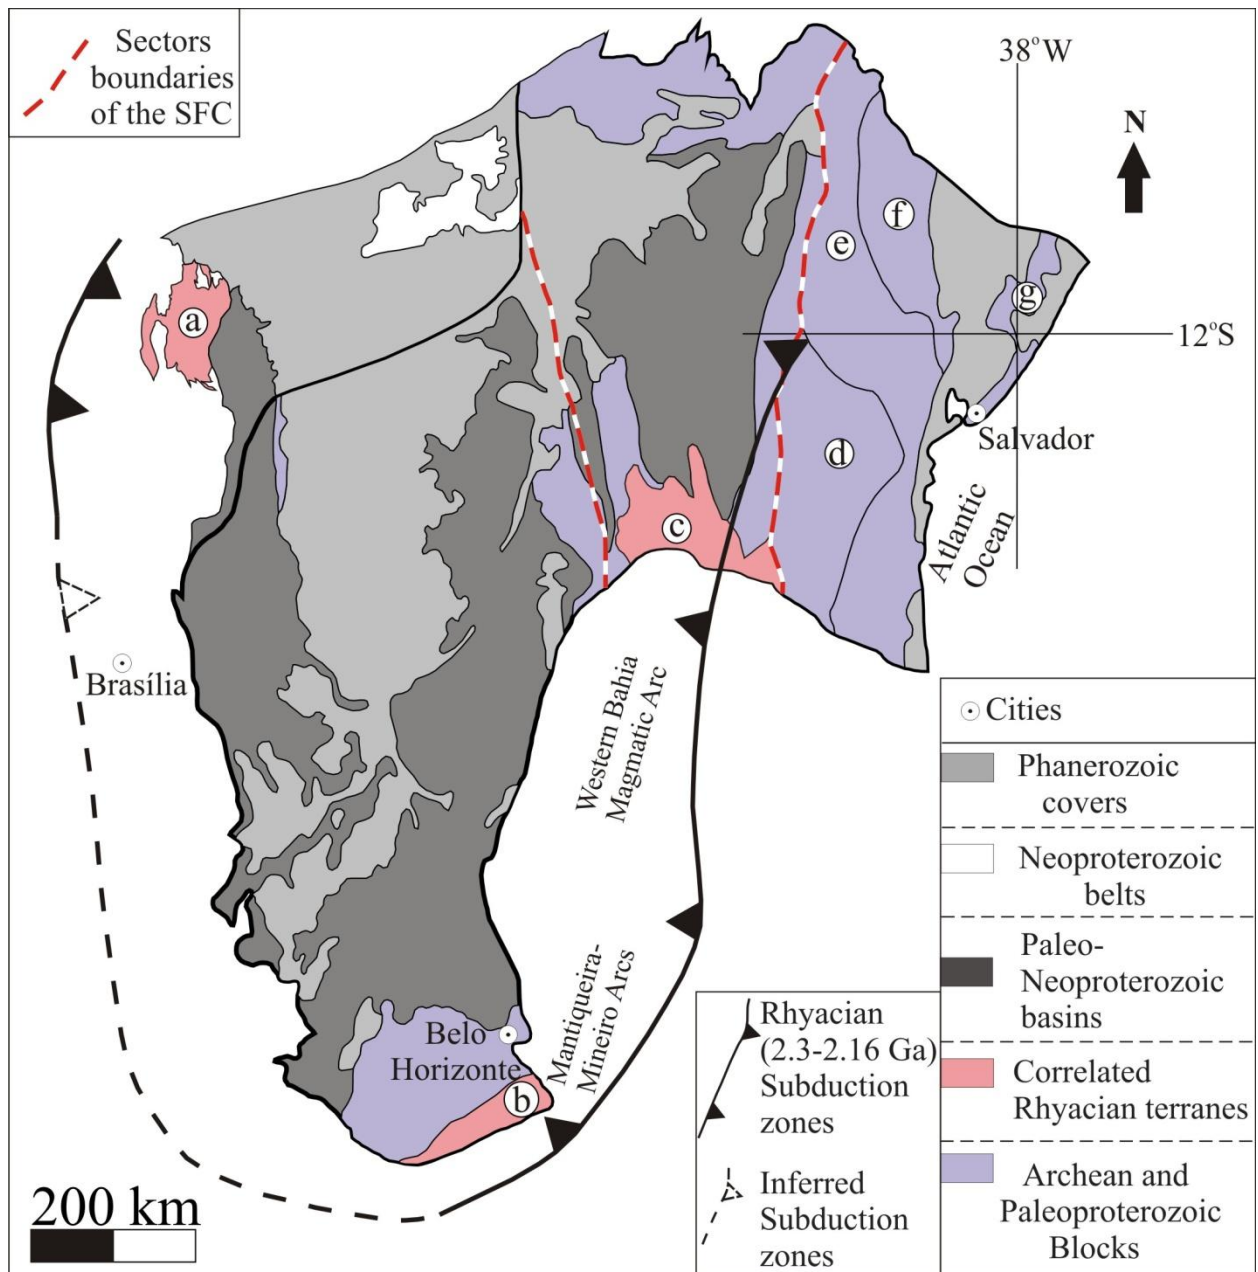 Sectors
boundaries
of the SFC
38°W
N
f
e
a
g
12°S
Salvador
d
c
Atlantic
Ocean
Brasília
Western Bahia
Magmatic Arc
Cities
Phanerozoic
covers
Neoproterozoic
belts
Paleo-
Neoproterozoic
basins
Correlated
Rhyacian terranes
Archean and
Paleoproterozoic
Blocks
Mantiqueira-
Mineiro Arcs
Belo
Horizonte
b
Rhyacian
(2.3-2.16 Ga)
Subduction
zones
Inferred
Subduction
zones
200 km